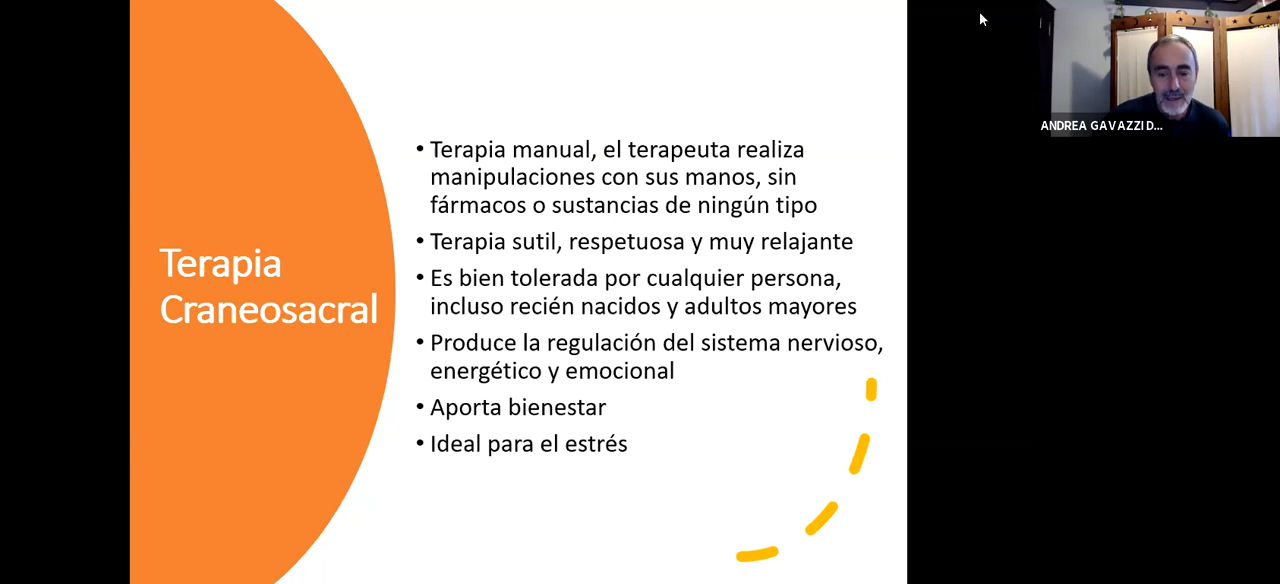 ANDREA GAVAZZI D...
Terapia
Craneosacral
• Terapia manual, el terapeuta realiza
manipulaciones con sus manos, sin
fármacos o sustancias de ningún tipo
• Terapia sutil, respetuosa y muy relajante
• Es bien tolerada por cualquier persona,
incluso recién nacidos y adultos mayores
• Produce la regulación del sistema nervioso,
energético y emocional
• Aporta bienestar
• Ideal para el estrés